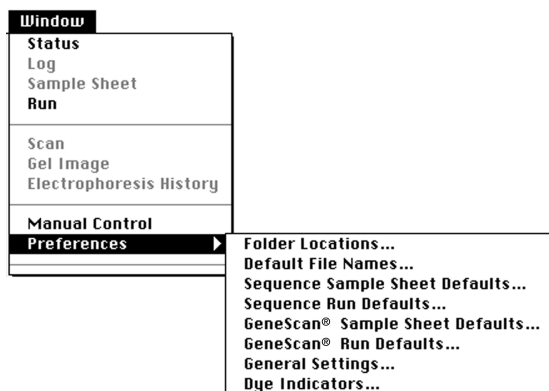 Window
Status
Log
Sample Sheet
Run
Scan
Gel Image
Electrophoresis History
Manual Control
Preferences
Folder Locations...
Default File Names...
Sequence Sample Sheet Defaults...
Sequence Run Defaults...
GeneScan® Sample Sheet Defaults...
GeneScan® Run Defaults...
General Settings...
Dye Indicators...